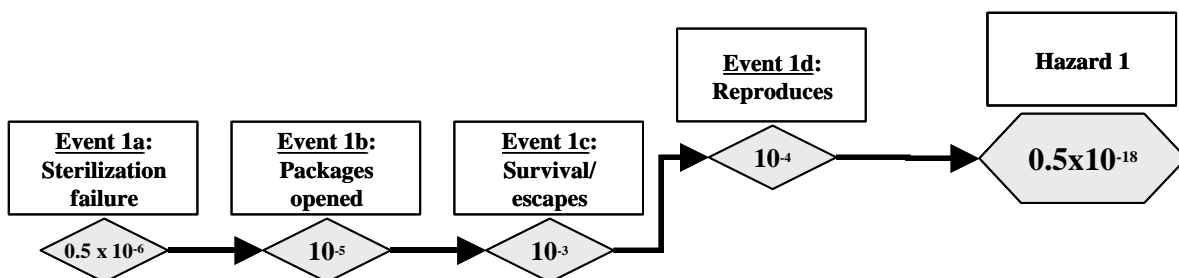 Event 1a:
Sterilization
failure
0.5 x 10-6
Event 1b:
Packages
opened
10-5
Event 1c:
Survival/
escapes
10-3
Event 1d:
Reproduces
10-4
Hazard 1
0.5x10-18